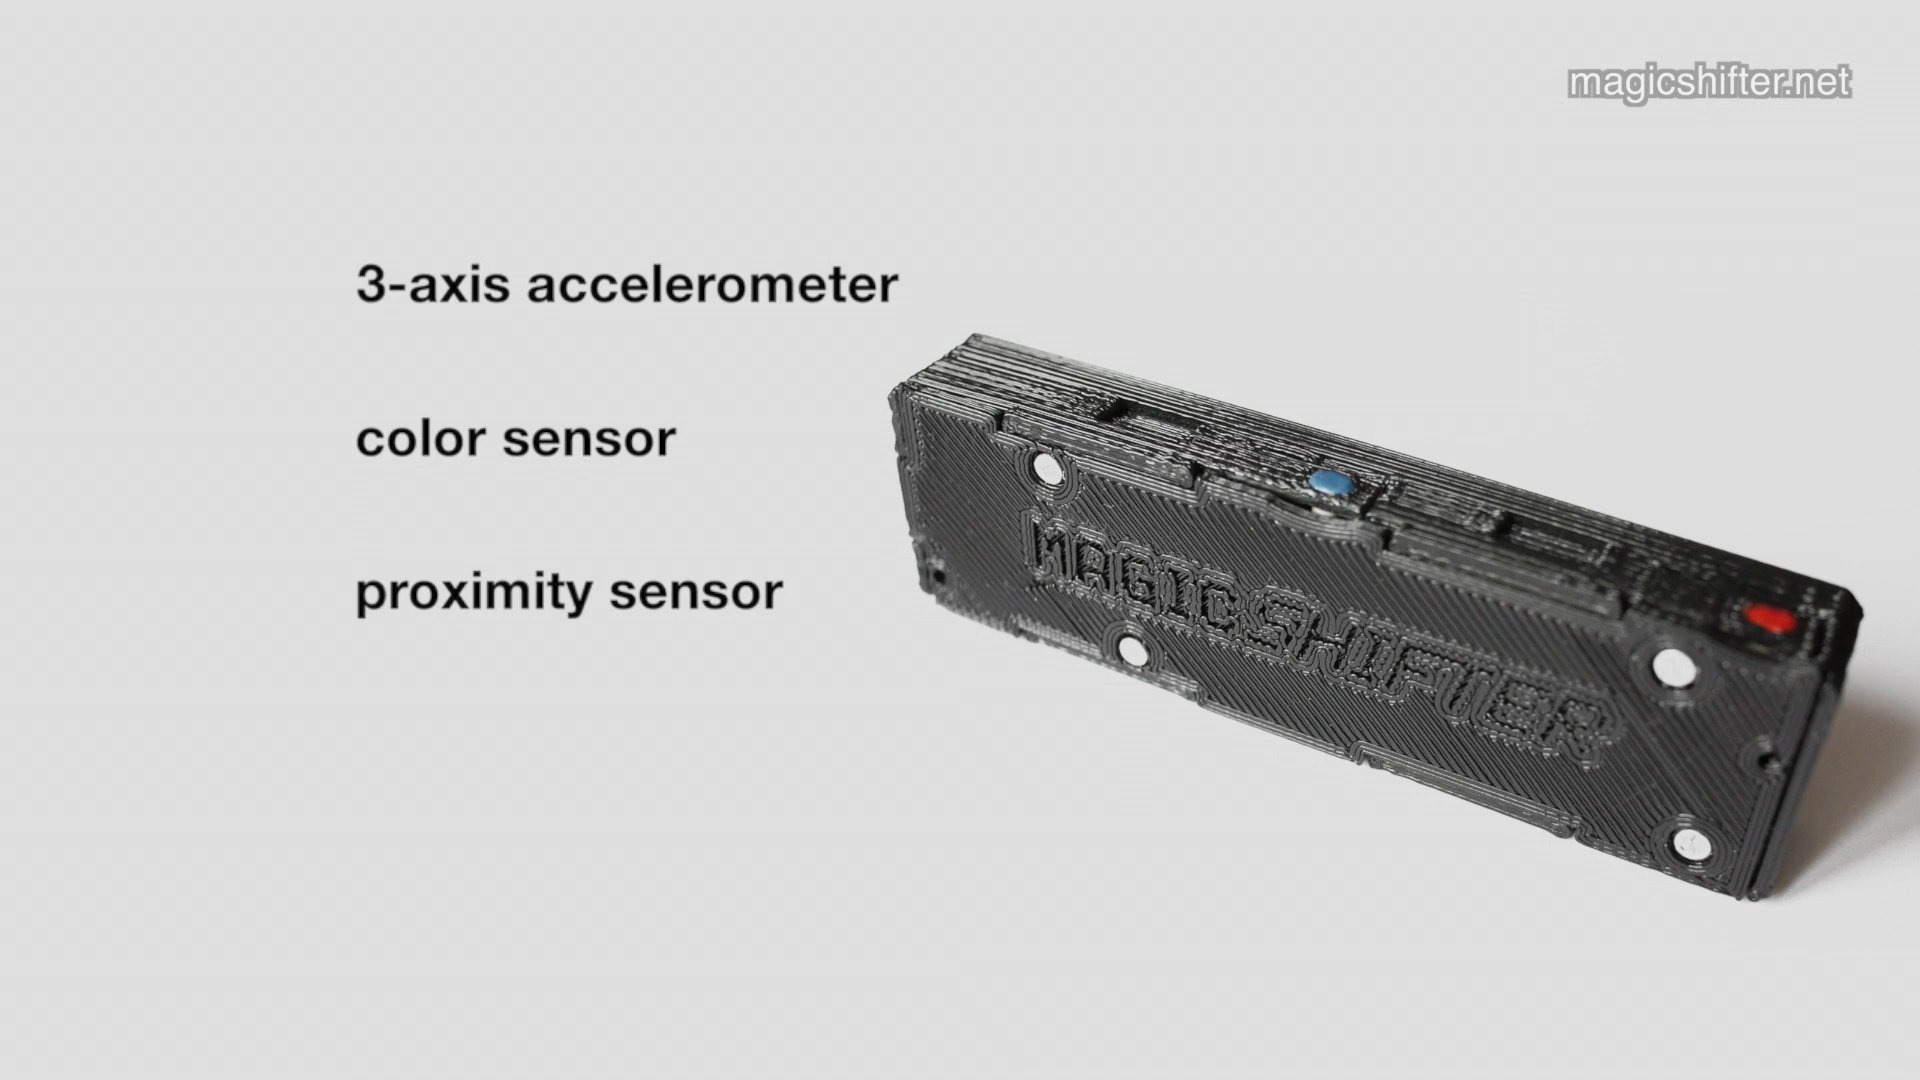 magicshifter.net
3-axis accelerometer
color sensor
proximity sensor
MAGICSHIFTER